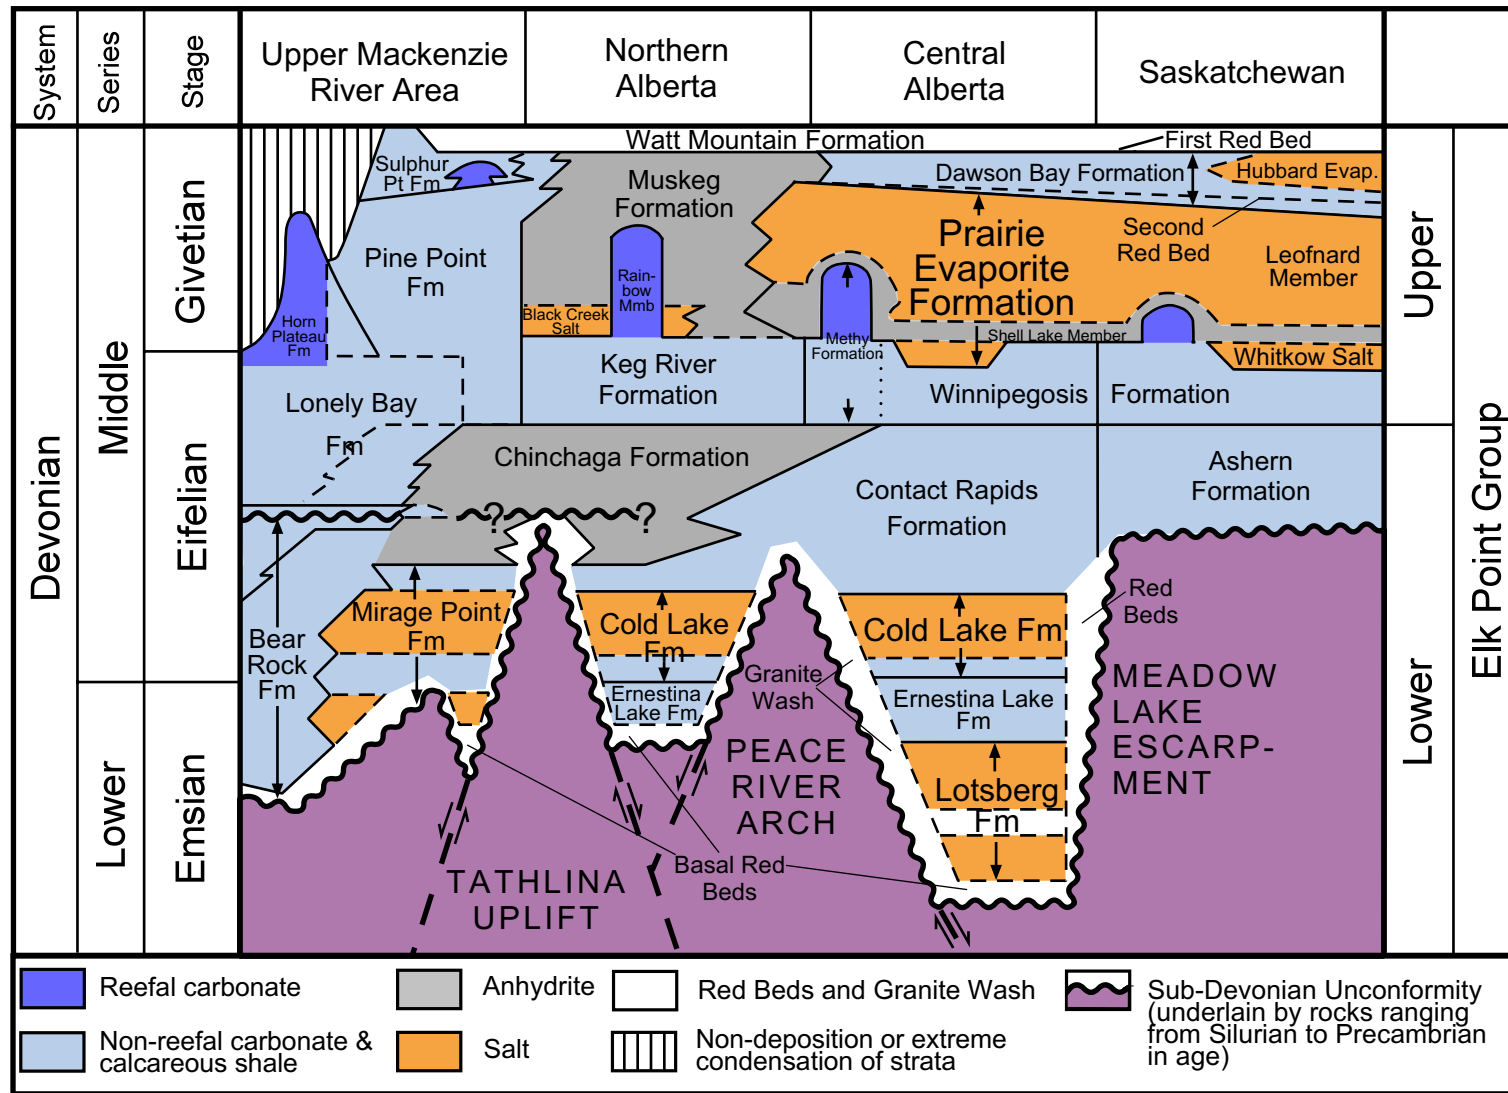 System
Series
Stage
Upper Mackenzie
River Area
Northern
Alberta
Central
Alberta
Saskatchewan
Devonian
Middle
Lower
Givetian
Eifelian
Emsian
Watt Mountain Formation
First Red Bed
Sulphur
Pt Fm
Muskeg
Formation
Dawson Bay Formation
Hubbard Evap.
Second
Red Bed
Prairie
Evaporite
Formation
Leofnard
Member
Pine Point
Fm
Rain-
bow
Mmb
Horn
Plateau
Fm
Black Creek
Salt
Methy
Formation
Shell Lake Member
Whitkow Salt
Keg River
Formation
Winnipegosis
Formation
Lonely Bay
Fm
Chinchaga Formation
Contact Rapids
Formation
Ashern
Formation
?
?
Bear
Rock
Fm
Mirage Point
Fm
Cold Lake
Fm
Ernestina
Lake Fm
Granite
Wash
Cold Lake Fm
Ernestina Lake
Fm
Lotsberg
Fm
Red
Beds
Basal Red
Beds
TATHLINA
UPLIFT
PEACE
RIVER
ARCH
MEADOW
LAKE
ESCARP-
MENT
Upper
Lower
Elk Point Group
Reefal carbonate
Non-reefal carbonate &
calcareous shale
Anhydrite
Salt
Red Beds and Granite Wash
Non-deposition or extreme
condensation of strata
Sub-Devonian Unconformity
(underlain by rocks ranging
from Silurian to Precambrian
in age)